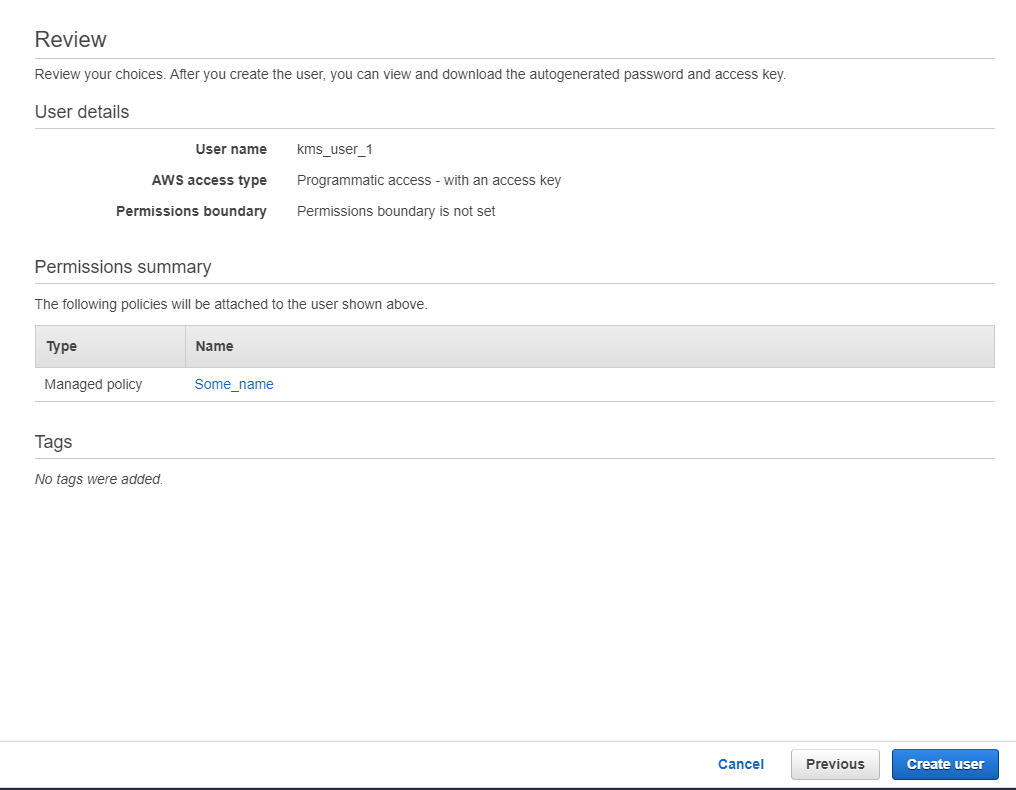 Review
Review your choices. After you create the user, you can view and download the autogenerated password and access key.
User details
User name kms_user_1
AWS access type Programmatic access - with an access key
Permissions boundary Permissions boundary is not set
Permissions summary
The following policies will be attached to the user shown above.
Type Name
Managed policy Some_name
Tags
No tags were added.
Cancel Previous Create user